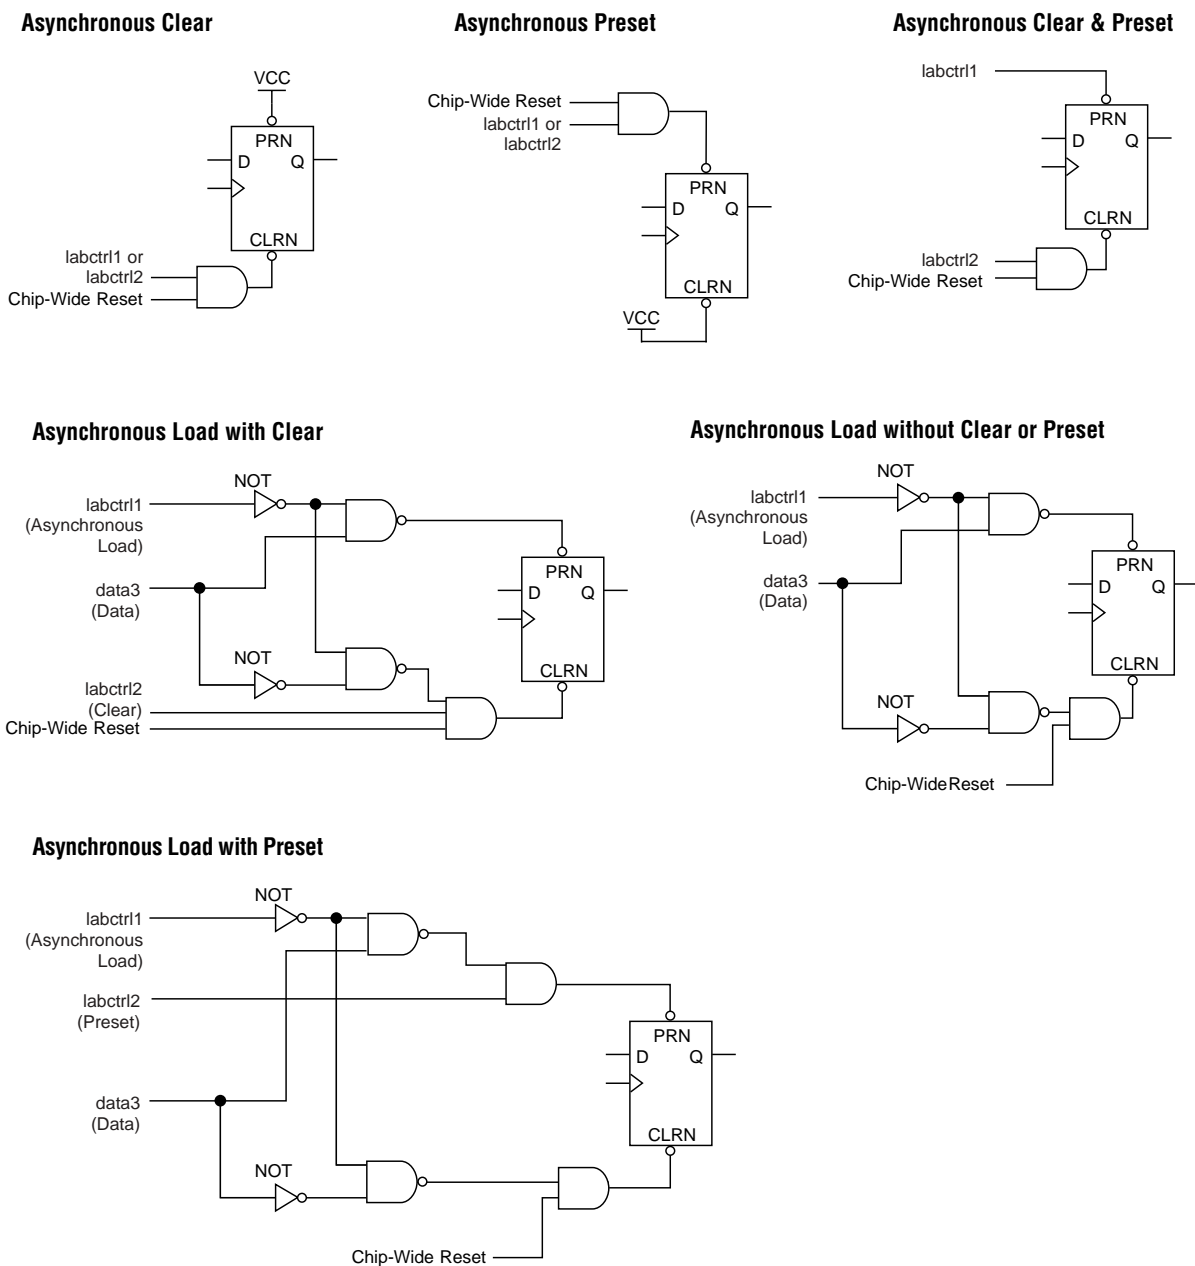 Asynchronous Clear
VCC
PRN
D
Q
CLRN
labctrl1 or
labctrl2
Chip-Wide Reset
Asynchronous Preset
Chip-Wide Reset
labctrl1 or
labctrl2
PRN
D
Q
CLRN
VCC
Asynchronous Clear & Preset
labctrl1
PRN
D
Q
CLRN
labctrl2
Chip-Wide Reset
Asynchronous Load with Clear
NOT
labctrl1
(Asynchronous
Load)
data3
(Data)
PRN
D
Q
CLRN
NOT
labctrl2
(Clear)
Chip-Wide Reset
Asynchronous Load without Clear or Preset
NOT
labctrl1
(Asynchronous
Load)
data3
(Data)
PRN
D
Q
CLRN
NOT
Chip-Wide Reset
Asynchronous Load with Preset
NOT
labctrl1
(Asynchronous
Load)
labctrl2
(Preset)
PRN
D
Q
CLRN
data3
(Data)
NOT
Chip-Wide Reset